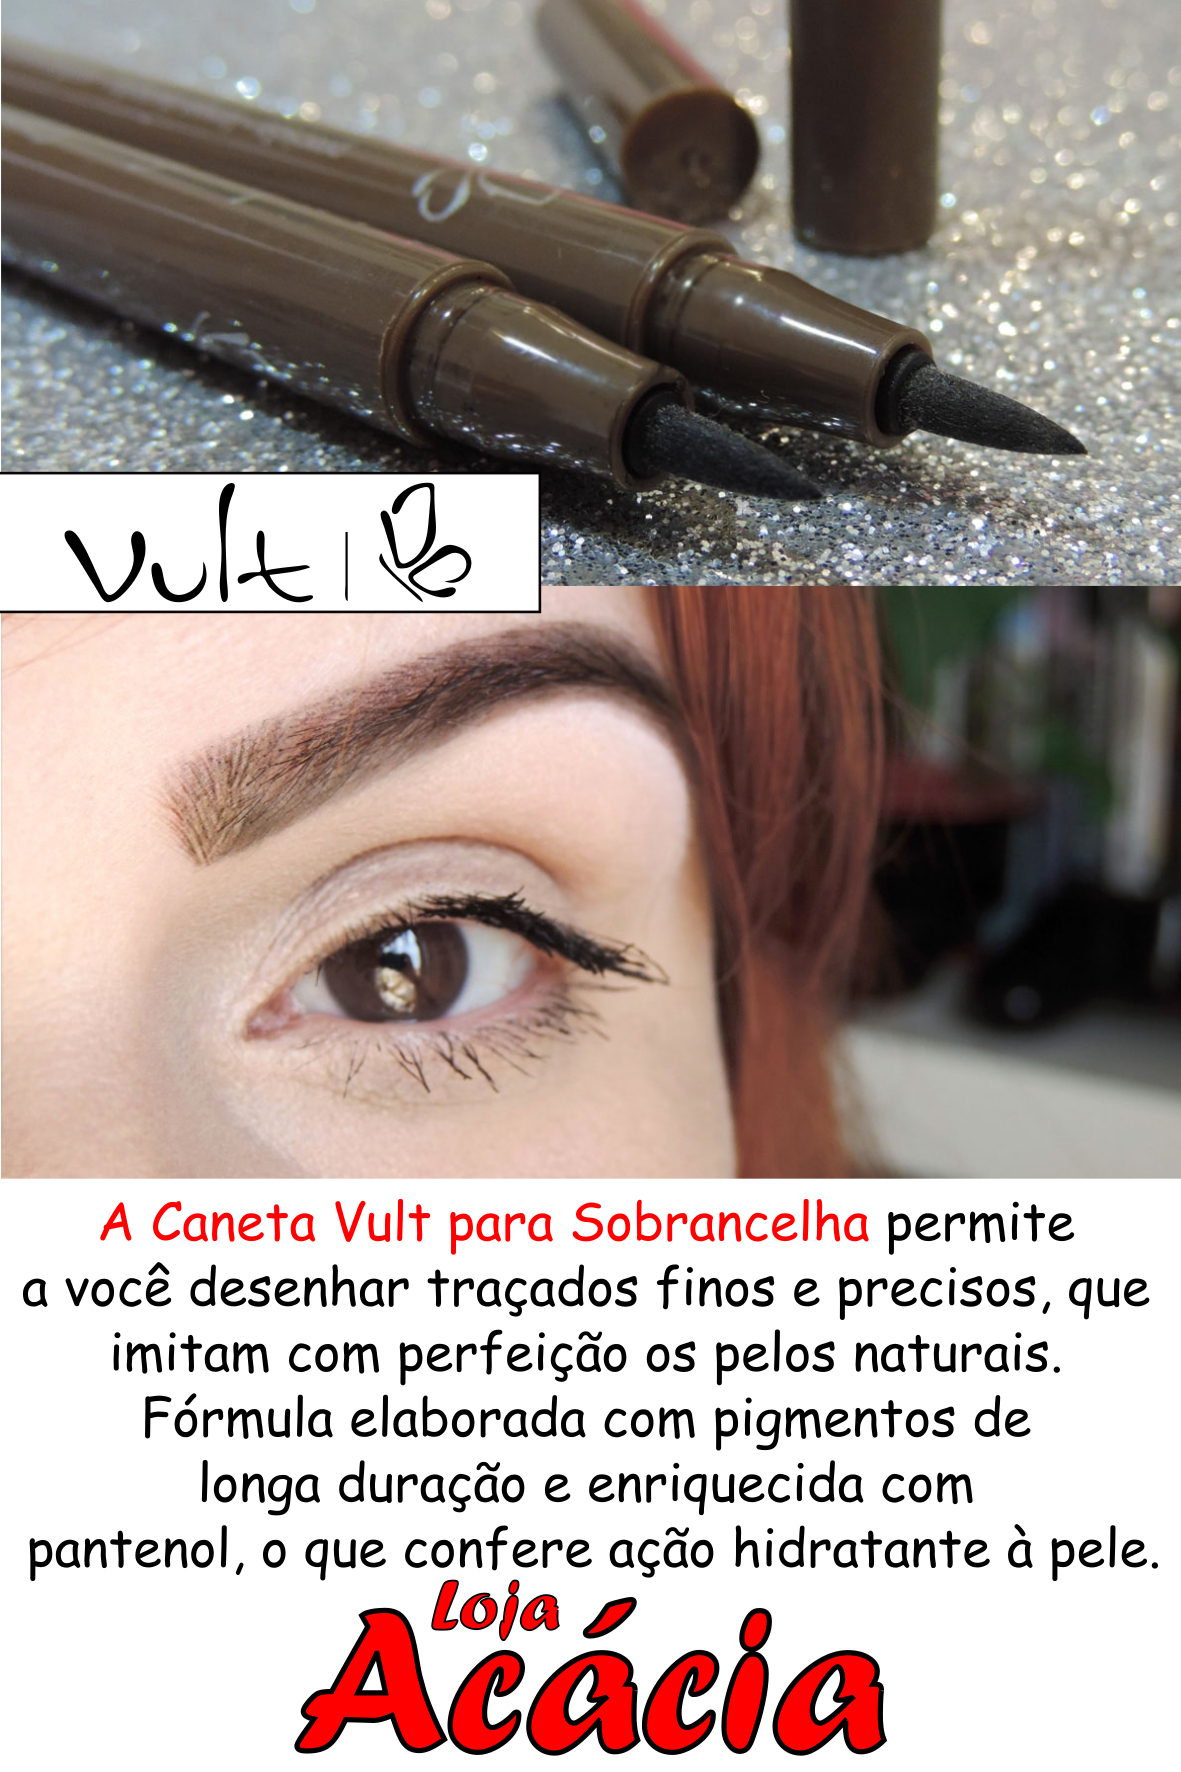 Vult
A Caneta Vult para Sobrancelha permite
a você desenhar traçados finos e precisos, que
imitam com perfeição os pelos naturais.
Fórmula elaborada com pigmentos de
longa duração e enriquecida com
pantenol, o que confere ação hidratante à pele.
Loja
Acácia